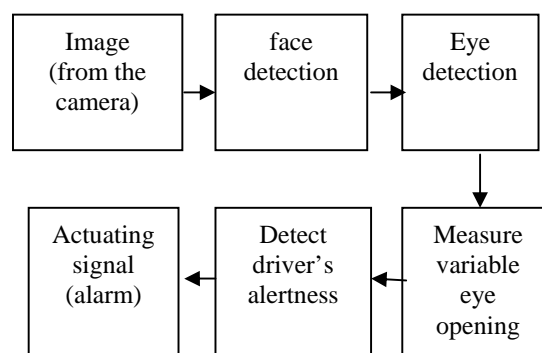 Image
(from the
camera)
face
detection
Eye
detection
Measure
variable
eye
opening
Detect
driver's
alertness
Actuating
signal
(alarm)